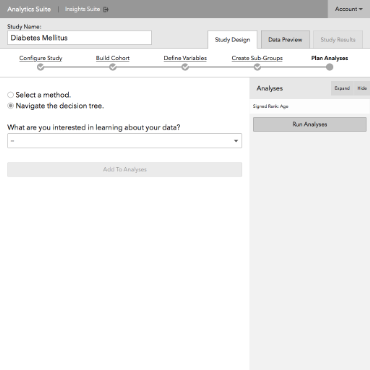 Analytics Suite | Insights Suite Account
Study Name:
Diabetes Mellitus
Study Design Data Preview Study Results
Configure Study Build Cohort Define Variables Create Sub-Groups Plan Analyses
Select a method.
Navigate the decision tree.
What are you interested in learning about your data?
--
Add To Analyses
Analyses Expand Hide
Signed Rank: Age
Run Analyses